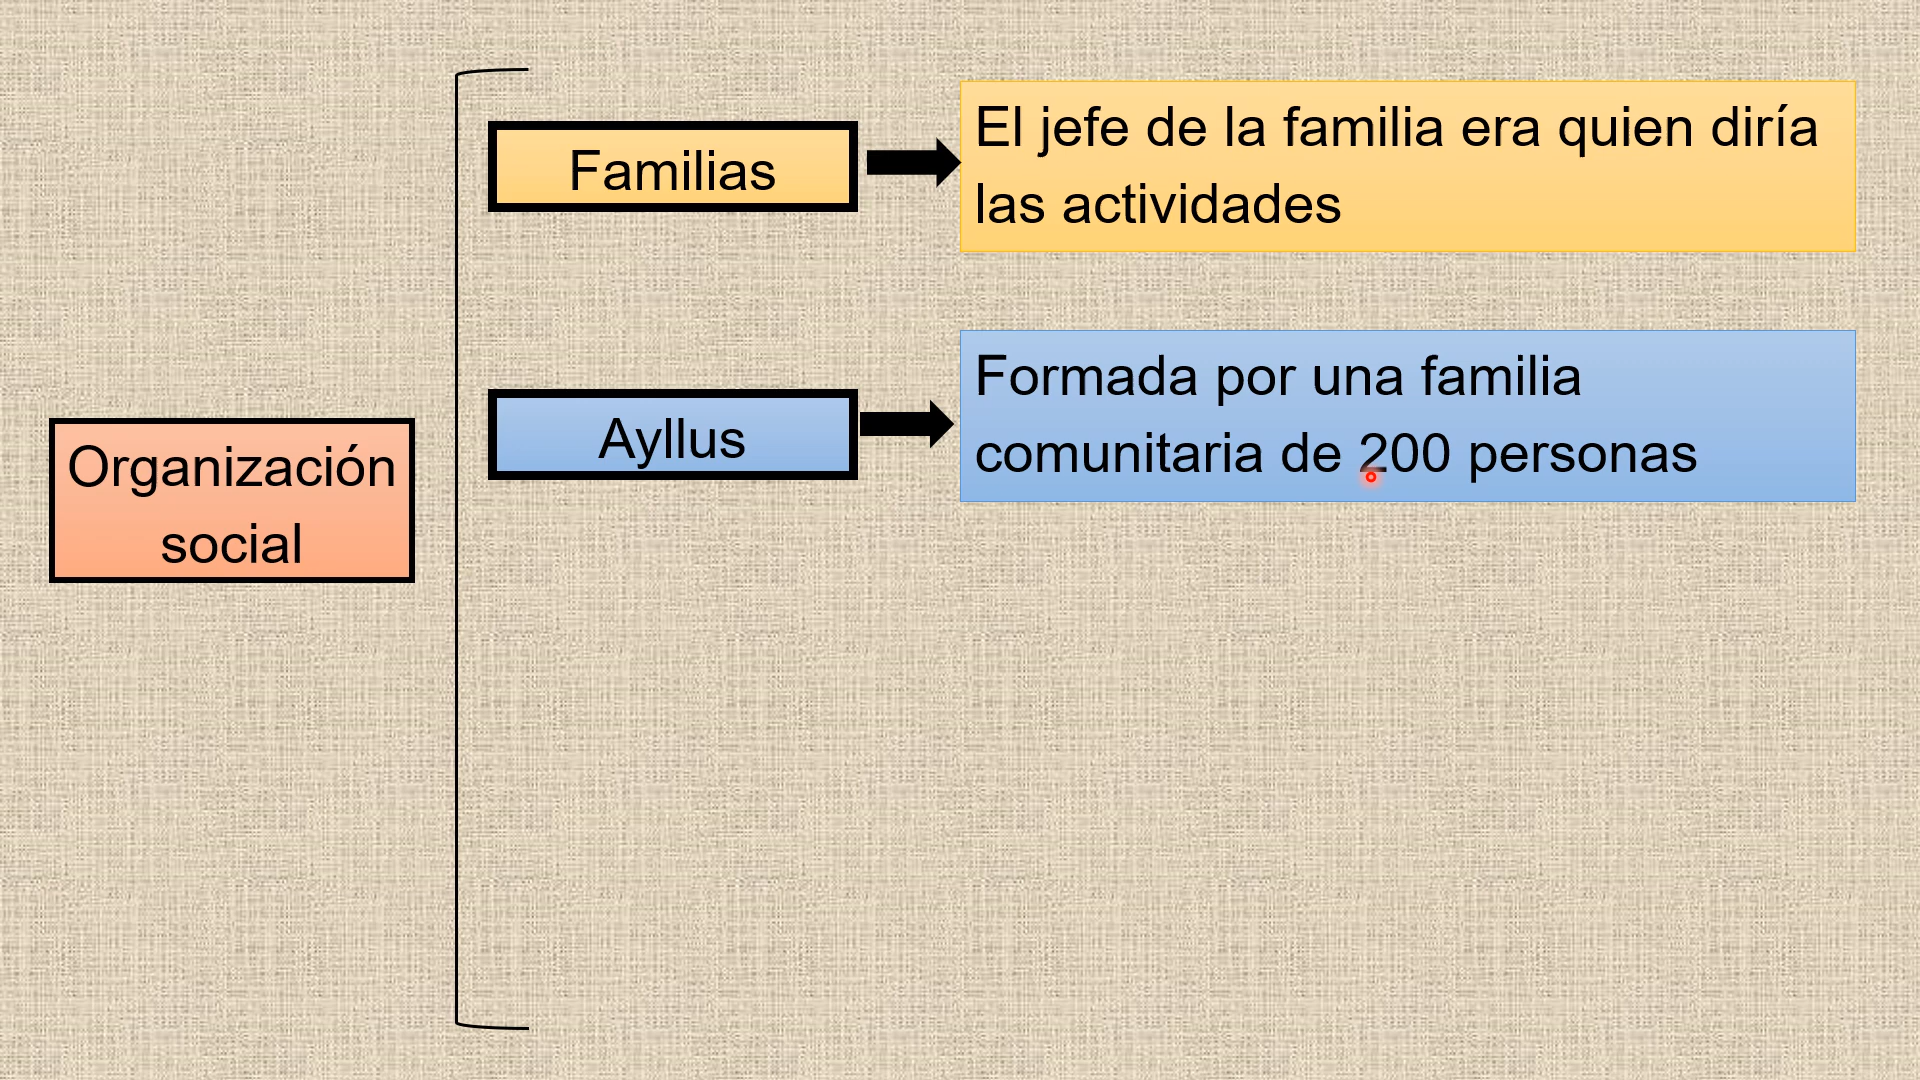 Familias
El jefe de la familia era quien diría
las actividades
Organización
social
Ayllus
Formada por una familia
comunitaria de 200 personas